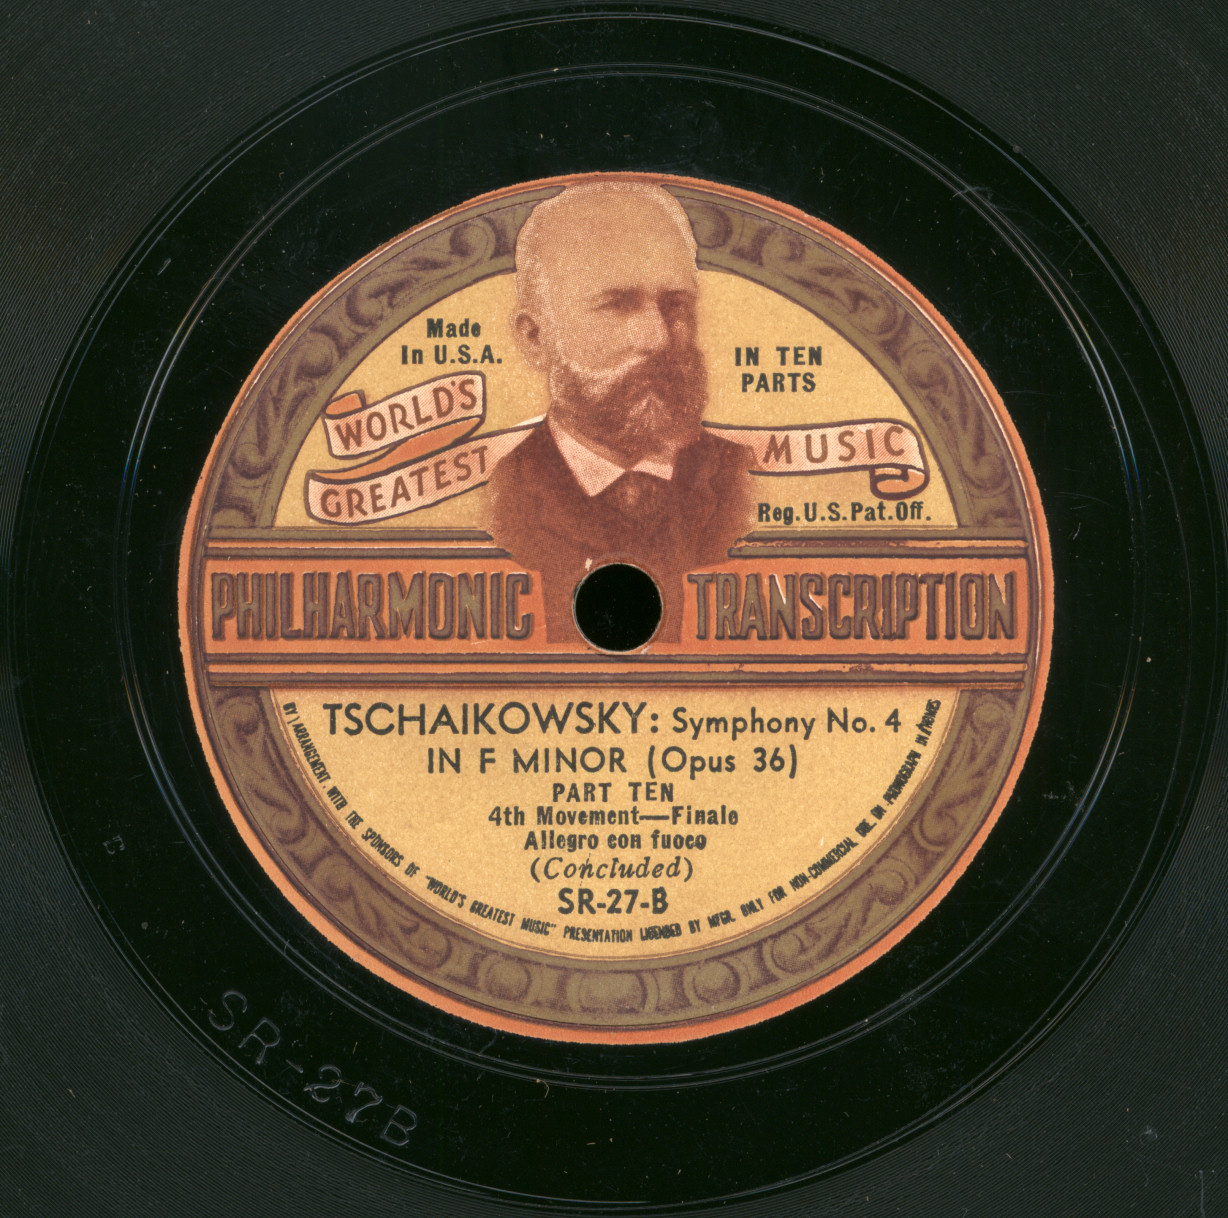 Made
In U.S.A.
IN TEN
PARTS
WORLD'S
GREATEST
MUSIC
Reg.U.S.Pat.Off.
PHILHARMONIC TRANSCRIPTION
TSCHAIKOWSKY: Symphony No. 4
IN F MINOR (Opus 36)
PART TEN
4th Movement—Finale
Allegro con fuoco
(Concluded)
SR-27-B
BY ARRANGEMENT, WITH THE SPONSORS OF "WORLD'S GREATEST MUSIC" PRESENTATION LICENSED BY MFGR. ONLY FOR NON-COMMERCIAL USE ON PHONOGRAPH IN HOMES
SR-27B
B